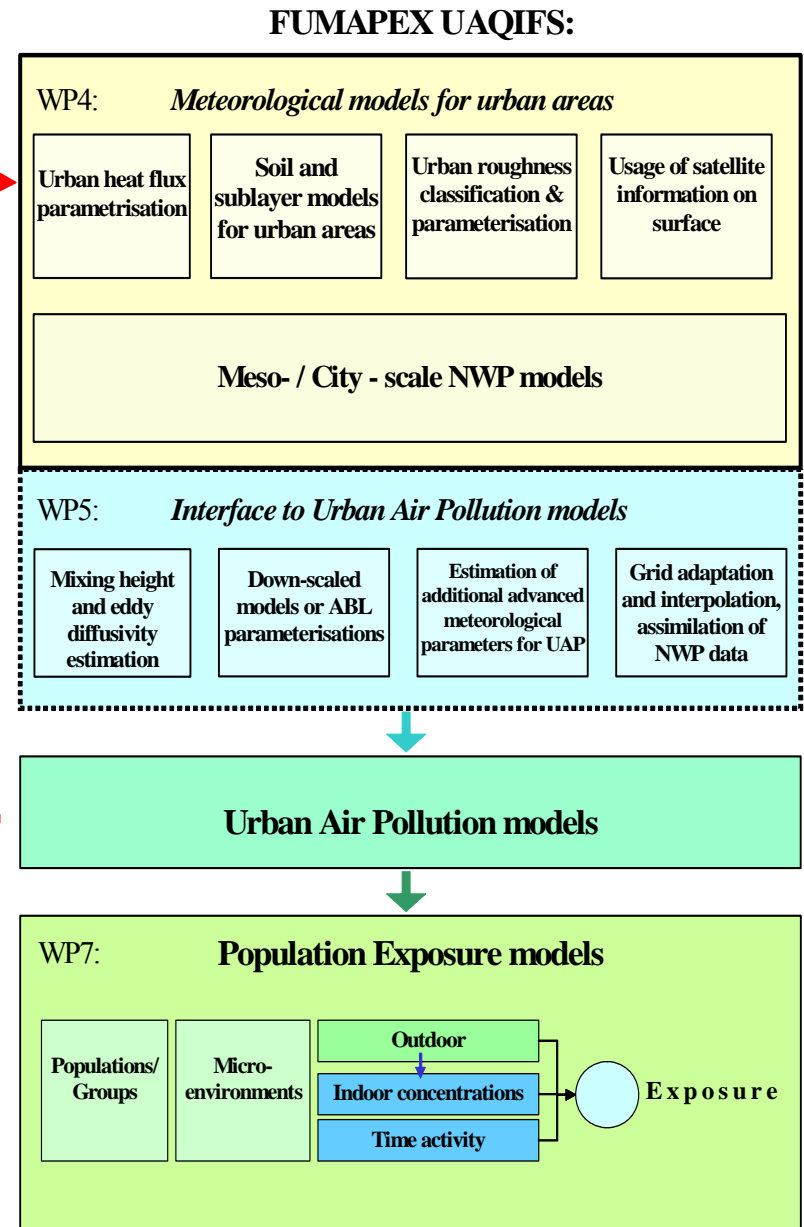 FUMAPEX UAQIFS:
WP4: Meteorological models for urban areas
Urban heat flux
parametrisation
Soil and
sublayer models
for urban areas
Urban roughness
classification &
parameterisation
Usage of satellite
information on
surface
Meso- / City - scale NWP models
WP5: Interface to Urban Air Pollution models
Mixing height
and eddy
diffusivity
estimation
Down-scaled
models or ABL
parameterisations
Estimation of
additional advanced
meteorological
parameters for UAP
Grid adaptation
and interpolation,
assimilation of
NWP data
Urban Air Pollution models
WP7: Population Exposure models
Populations/
Groups
Micro-
environments
Outdoor
Indoor concentrations
Time activity
Exposure